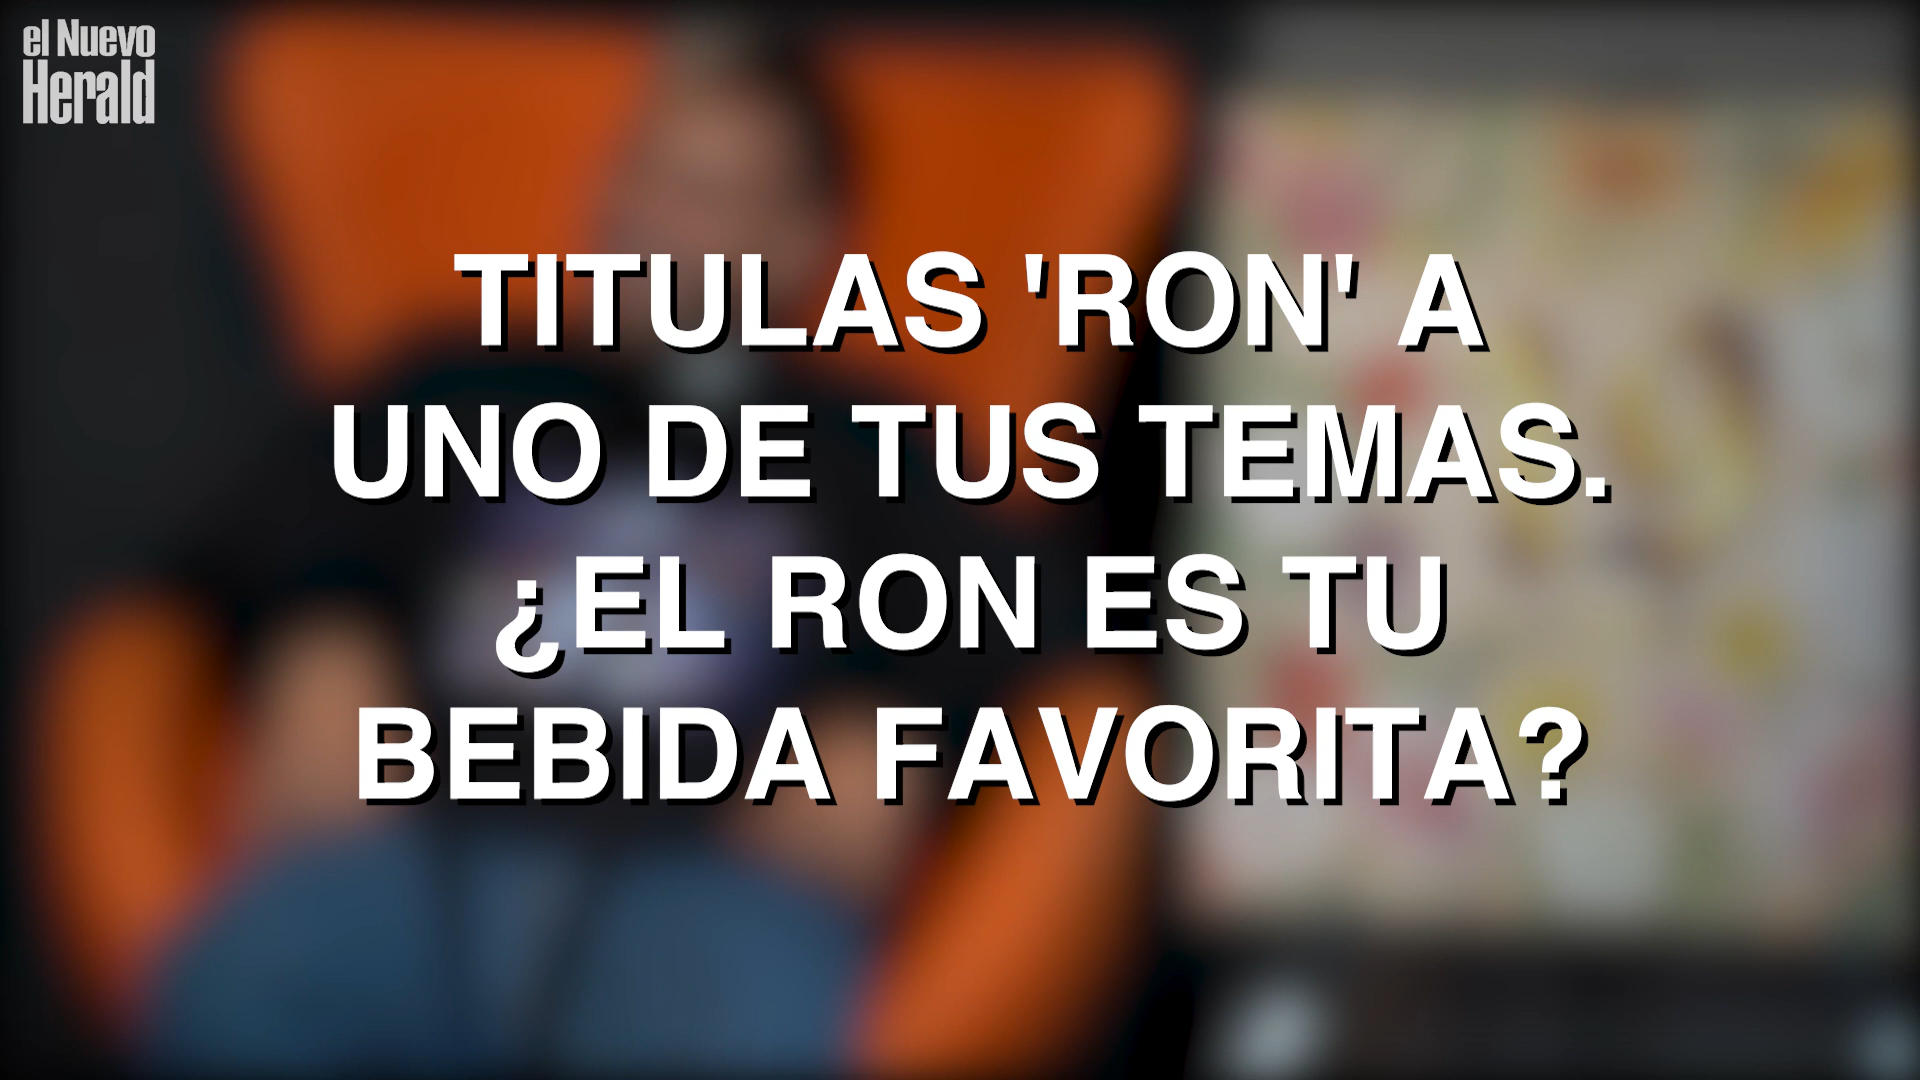 el Nuevo
Herald
TITULAS 'RON' A
UNO DE TUS TEMAS.
¿EL RON ES TU
BEBIDA FAVORITA?